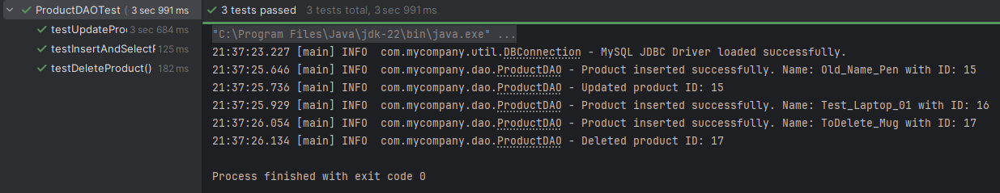 ProductDAOTest ( 3 sec 991 ms
3 tests passed 3 tests total, 3 sec 991 ms
testUpdateProd 3 sec 684 ms
testInsertAndSelectP 125 ms
testDeleteProduct() 182 ms
"C:\Program Files\Java\jdk-22\bin\java.exe" ...
21:37:23.227 [main] INFO  com.mycompany.util.DBConnection - MySQL JDBC Driver loaded successfully.
21:37:25.646 [main] INFO  com.mycompany.dao.ProductDAO - Product inserted successfully. Name: Old_Name_Pen with ID: 15
21:37:25.736 [main] INFO  com.mycompany.dao.ProductDAO - Updated product ID: 15
21:37:25.929 [main] INFO  com.mycompany.dao.ProductDAO - Product inserted successfully. Name: Test_Laptop_01 with ID: 16
21:37:26.054 [main] INFO  com.mycompany.dao.ProductDAO - Product inserted successfully. Name: ToDelete_Mug with ID: 17
21:37:26.134 [main] INFO  com.mycompany.dao.ProductDAO - Deleted product ID: 17
Process finished with exit code 0